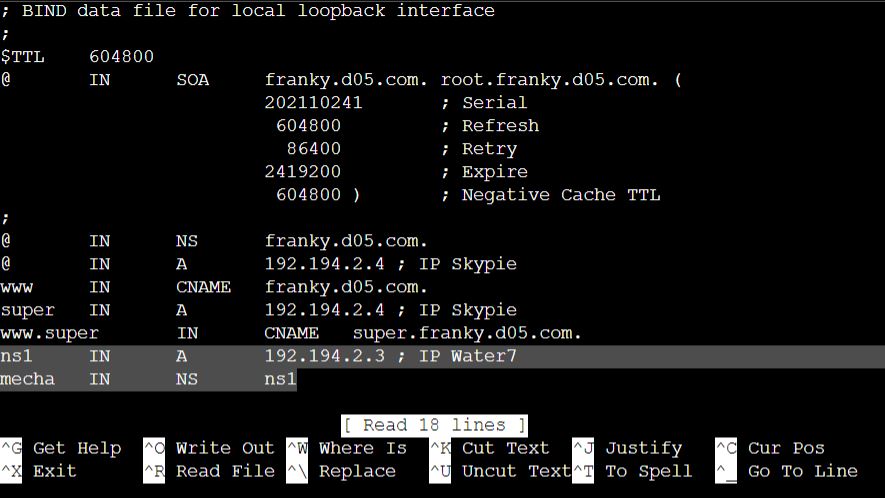 ; BIND data file for local loopback interface
;
$TTL    604800
@       IN      SOA     franky.d05.com. root.franky.d05.com. (
                        202110241       ; Serial
                         604800         ; Refresh
                          86400         ; Retry
                        2419200         ; Expire
                         604800 )       ; Negative Cache TTL
;
@       IN      NS      franky.d05.com.
@       IN      A       192.194.2.4 ; IP Skypie
www     IN      CNAME   franky.d05.com.
super   IN      A       192.194.2.4 ; IP Skypie
www.super       IN      CNAME   super.franky.d05.com.
ns1     IN      A       192.194.2.3 ; IP Water7
mecha   IN      NS      ns1
[ Read 18 lines ]
^G Get Help  ^O Write Out ^W Where Is  ^K Cut Text  ^J Justify   ^C Cur Pos
^X Exit      ^R Read File ^\ Replace   ^U Uncut Text^T To Spell  ^_ Go To Line